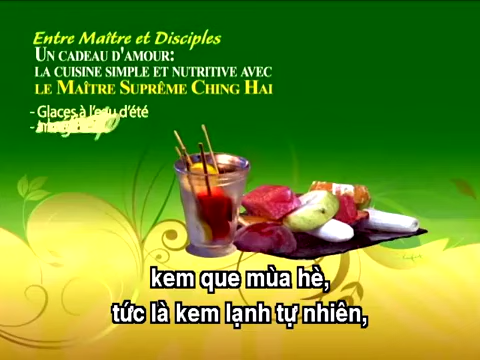 Entre Maître et Disciples
UN CADEAU D'AMOUR:
LA CUISINE SIMPLE ET NUTRITIVE AVEC
LE MAÎTRE SUPRÊME CHING HAI
- Glaces à l'eau d'été
-
kem que mùa hè,
tức là kem lạnh tự nhiên,